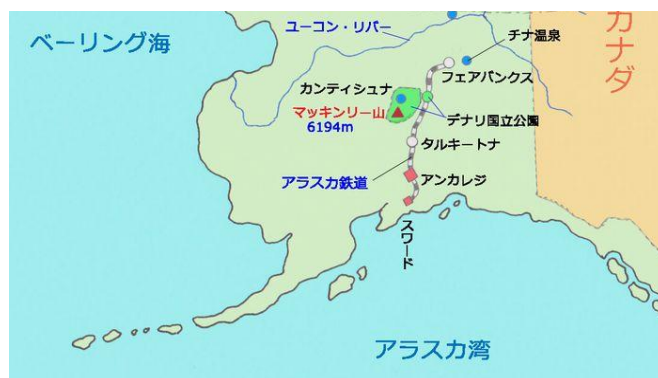 ベーリング海
ユーコン・リバー
カナダ
チナ温泉
フェアバンクス
カンティシュナ
マッキンリー山
6194m
デナリ国立公園
タルキートナ
アラスカ鉄道
アンカレジ
スワード
アラスカ湾